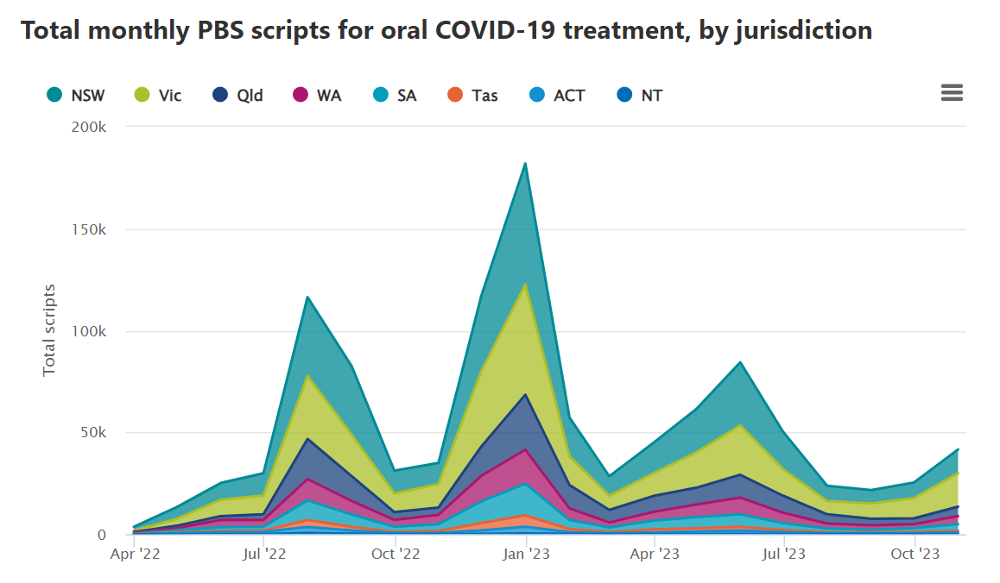 Total monthly PBS scripts for oral COVID-19 treatment, by jurisdiction
NSW Vic Qld WA SA Tas ACT NT
200k
150k
100k
50k
0
Total scripts
Apr '22 Jul '22 Oct '22 Jan '23 Apr '23 Jul '23 Oct '23